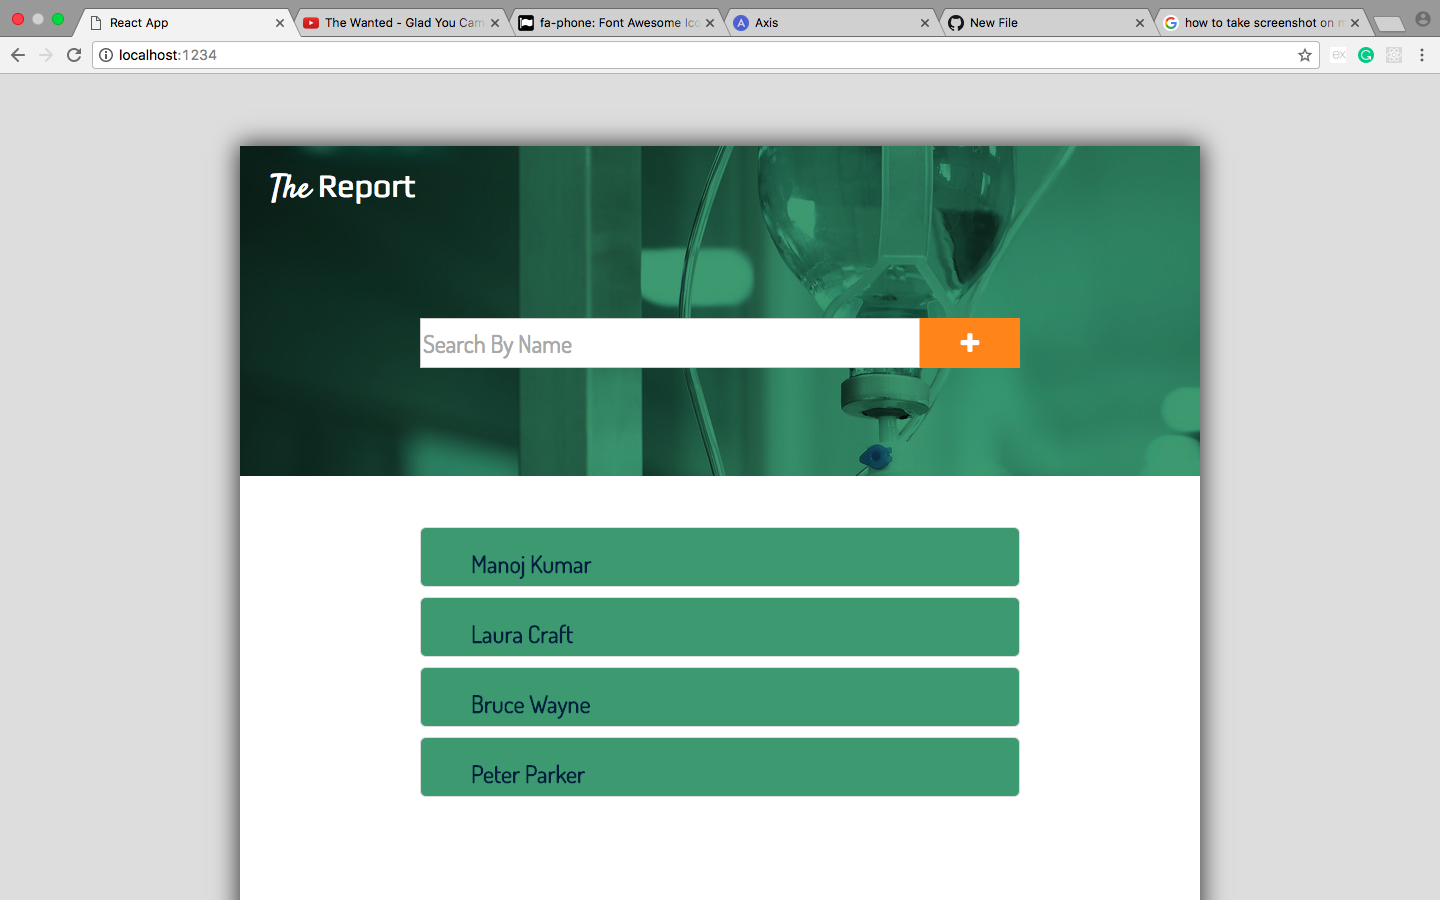 React App
The Wanted - Glad You Cam
fa-phone: Font Awesome Ico
Axis
New File
how to take screenshot on m
localhost:1234
ex
The Report
Search By Name
Manoj Kumar
Laura Craft
Bruce Wayne
Peter Parker